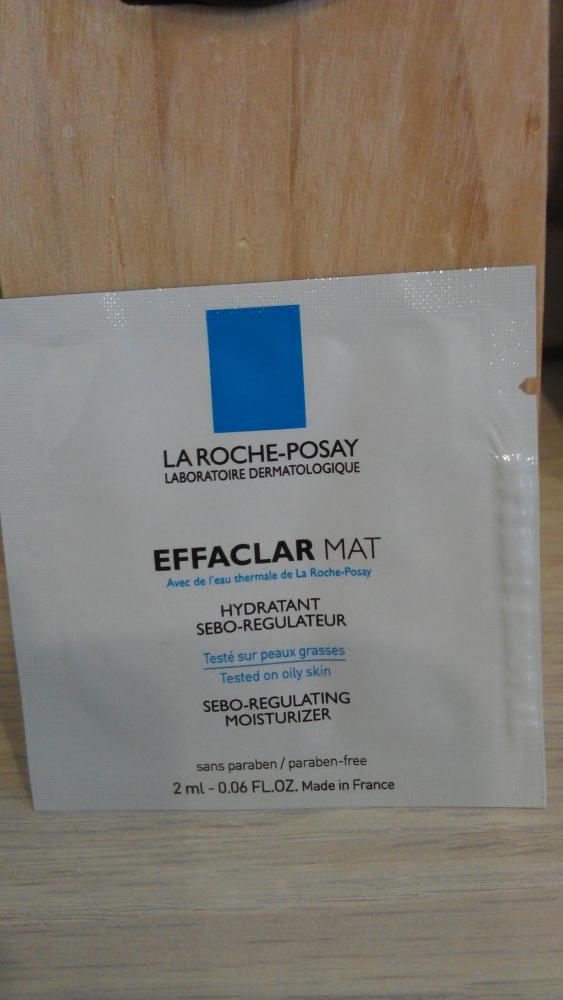 LA ROCHE-POSAY
LABORATOIRE DERMATOLOGIQUE
EFFACLAR MAT
Avec de l'eau thermale de La Roche-Posay
HYDRATANT
SEBO-REGULATEUR
Testé sur peaux grasses
Tested on oily skin
SEBO-REGULATING
MOISTURIZER
sans paraben / paraben-free
2 ml - 0.06 FL.OZ. Made in France